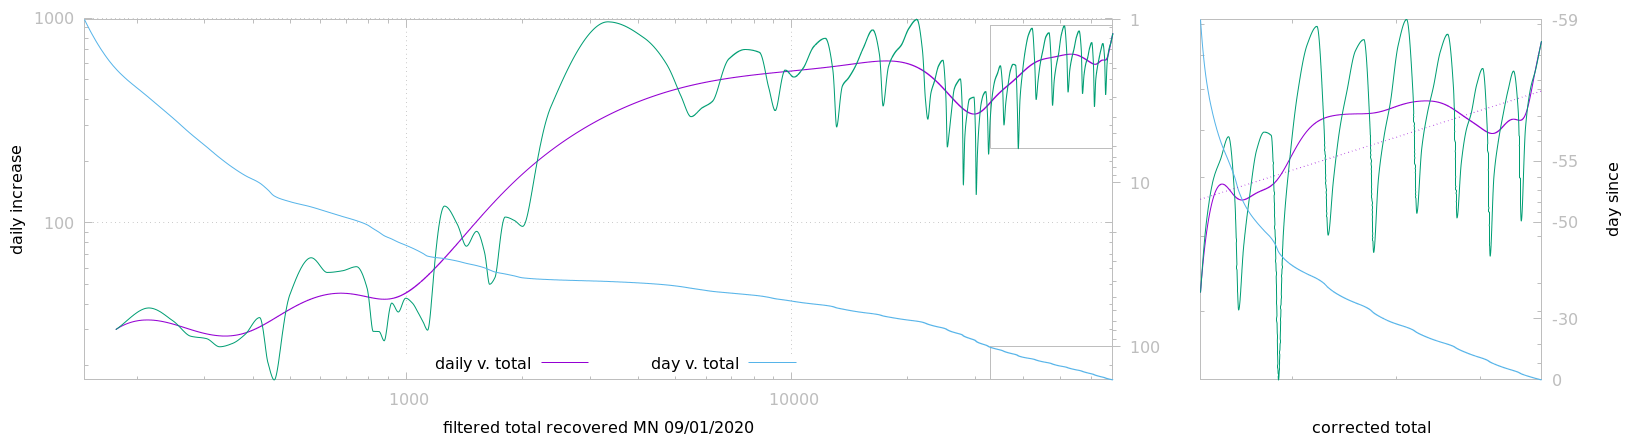 1000
100
daily increase
1000
10000
filtered total recovered MN 09/01/2020
daily v. total
day v. total
1
10
100
-59
-55
-50
-30
0
day since
corrected total